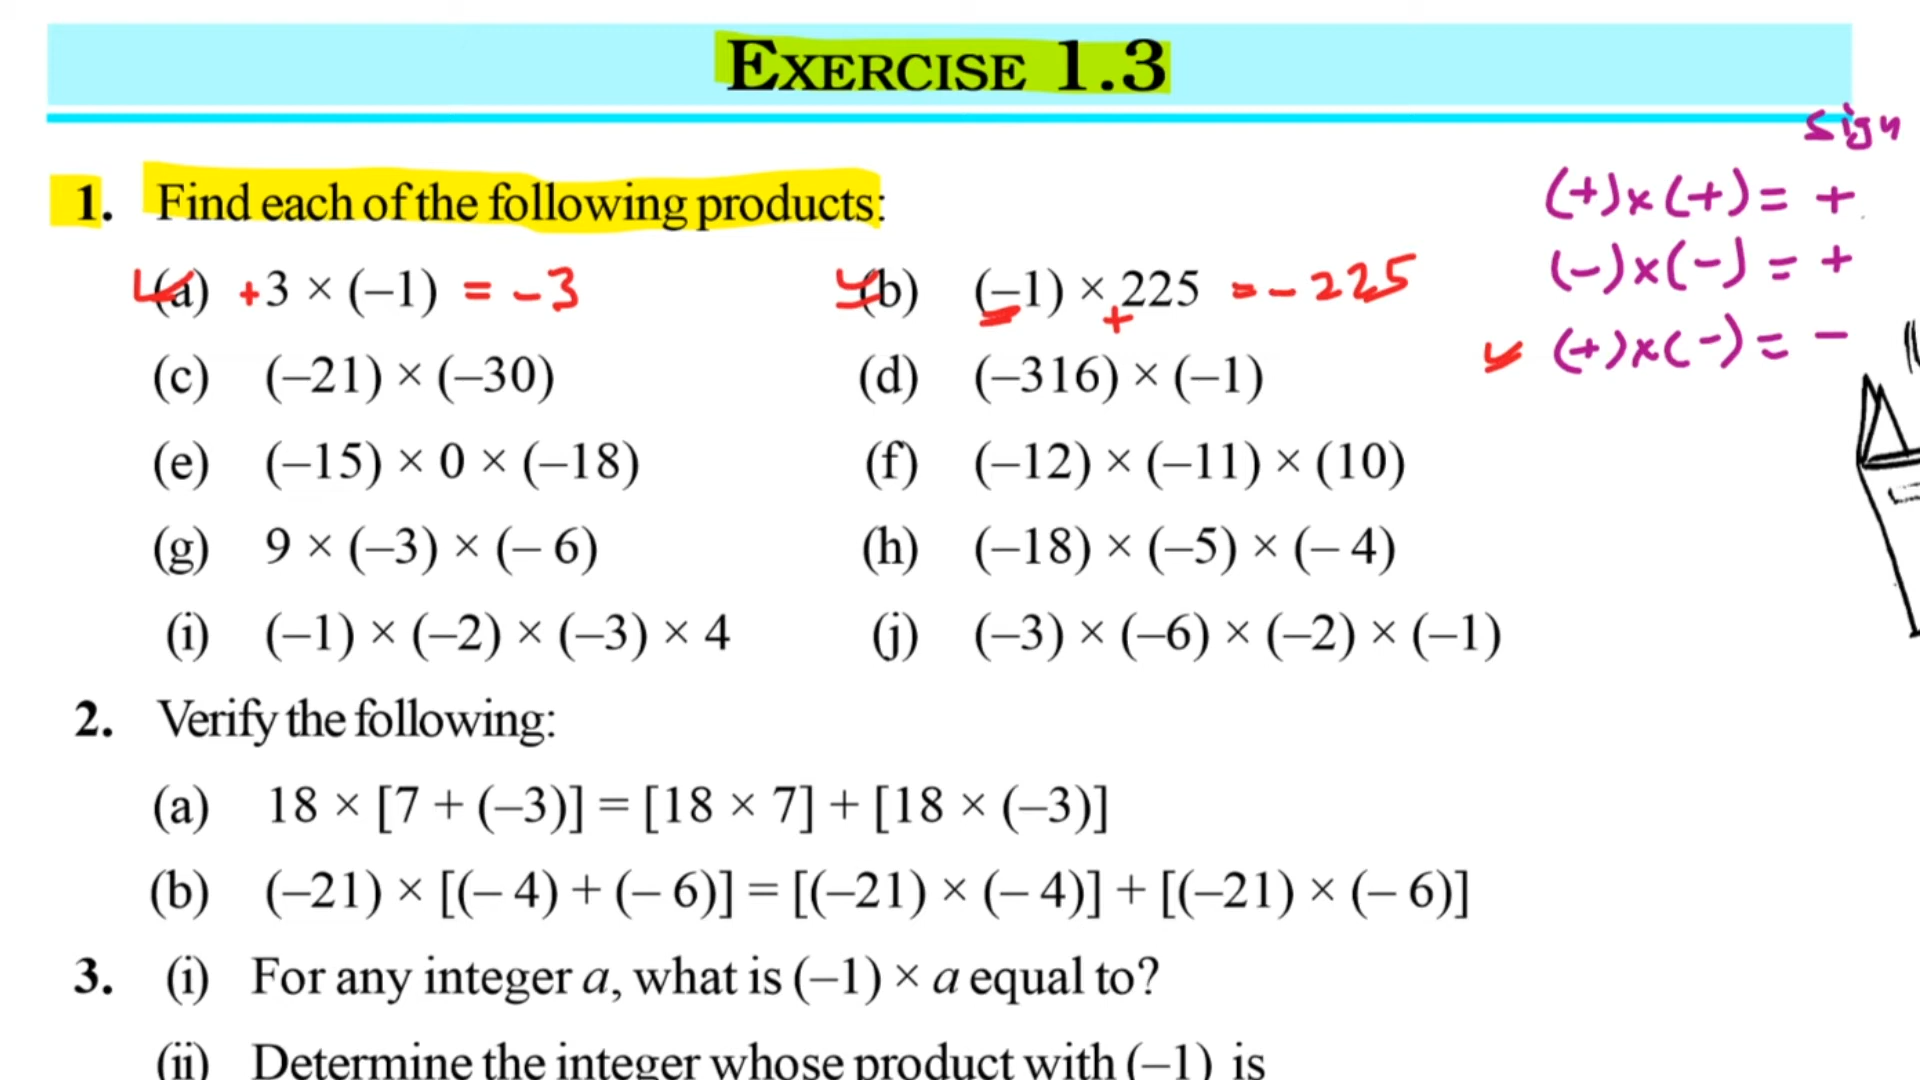 EXERCISE 1.3
sign
1. Find each of the following products:
(+)×(+)= +
(a) +3 × (–1) = -3 (b) (–1) × 225 = -225
+
(-)×(-) = +
(c) (–21) × (–30) (d) (–316) × (–1)
(+)×(-)= -
(e) (–15) × 0 × (–18) (f) (–12) × (–11) × (10)
(g) 9 × (–3) × (– 6) (h) (–18) × (–5) × (– 4)
(i) (–1) × (–2) × (–3) × 4 (j) (–3) × (–6) × (–2) × (–1)
2. Verify the following:
(a) 18 × [7 + (–3)] = [18 × 7] + [18 × (–3)]
(b) (–21) × [(– 4) + (– 6)] = [(–21) × (– 4)] + [(–21) × (– 6)]
3. (i) For any integer a, what is (–1) × a equal to?
(ii) Determine the integer whose product with (–1) is